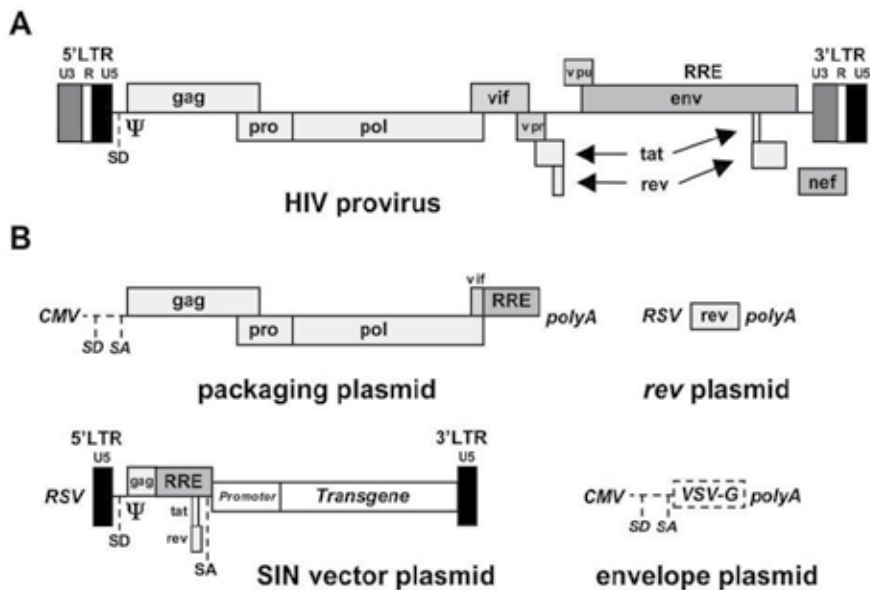 A
5'LTR 3'LTR
U3 R U5 vpu RRE U3 R U5
gag vif env
Ψ pro pol vpr
SD tat
rev nef
HIV provirus
B
gag vif RRE
CMV polyA RSV rev polyA
SD SA pro pol
packaging plasmid rev plasmid
5'LTR 3'LTR
U5 U5
RSV gag RRE Promoter Transgene CMV VSV-G polyA
Ψ tat SD SA
SD rev
SA
SIN vector plasmid envelope plasmid